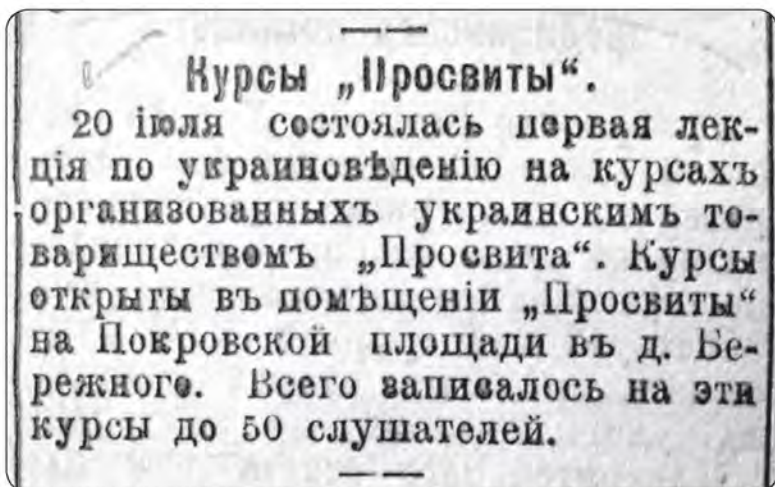 Курсы „Просвиты“.
20 іюля состоялась первая лек-
ція по украиновѣденію на курсахъ
организованныхъ украинскимъ то-
вариществомъ „Просвита“. Курсы
открыты въ помѣщеніи „Просвиты“
на Покровской площади въ д. Бе-
режного. Всего записалось на эти
курсы до 50 слушателей.